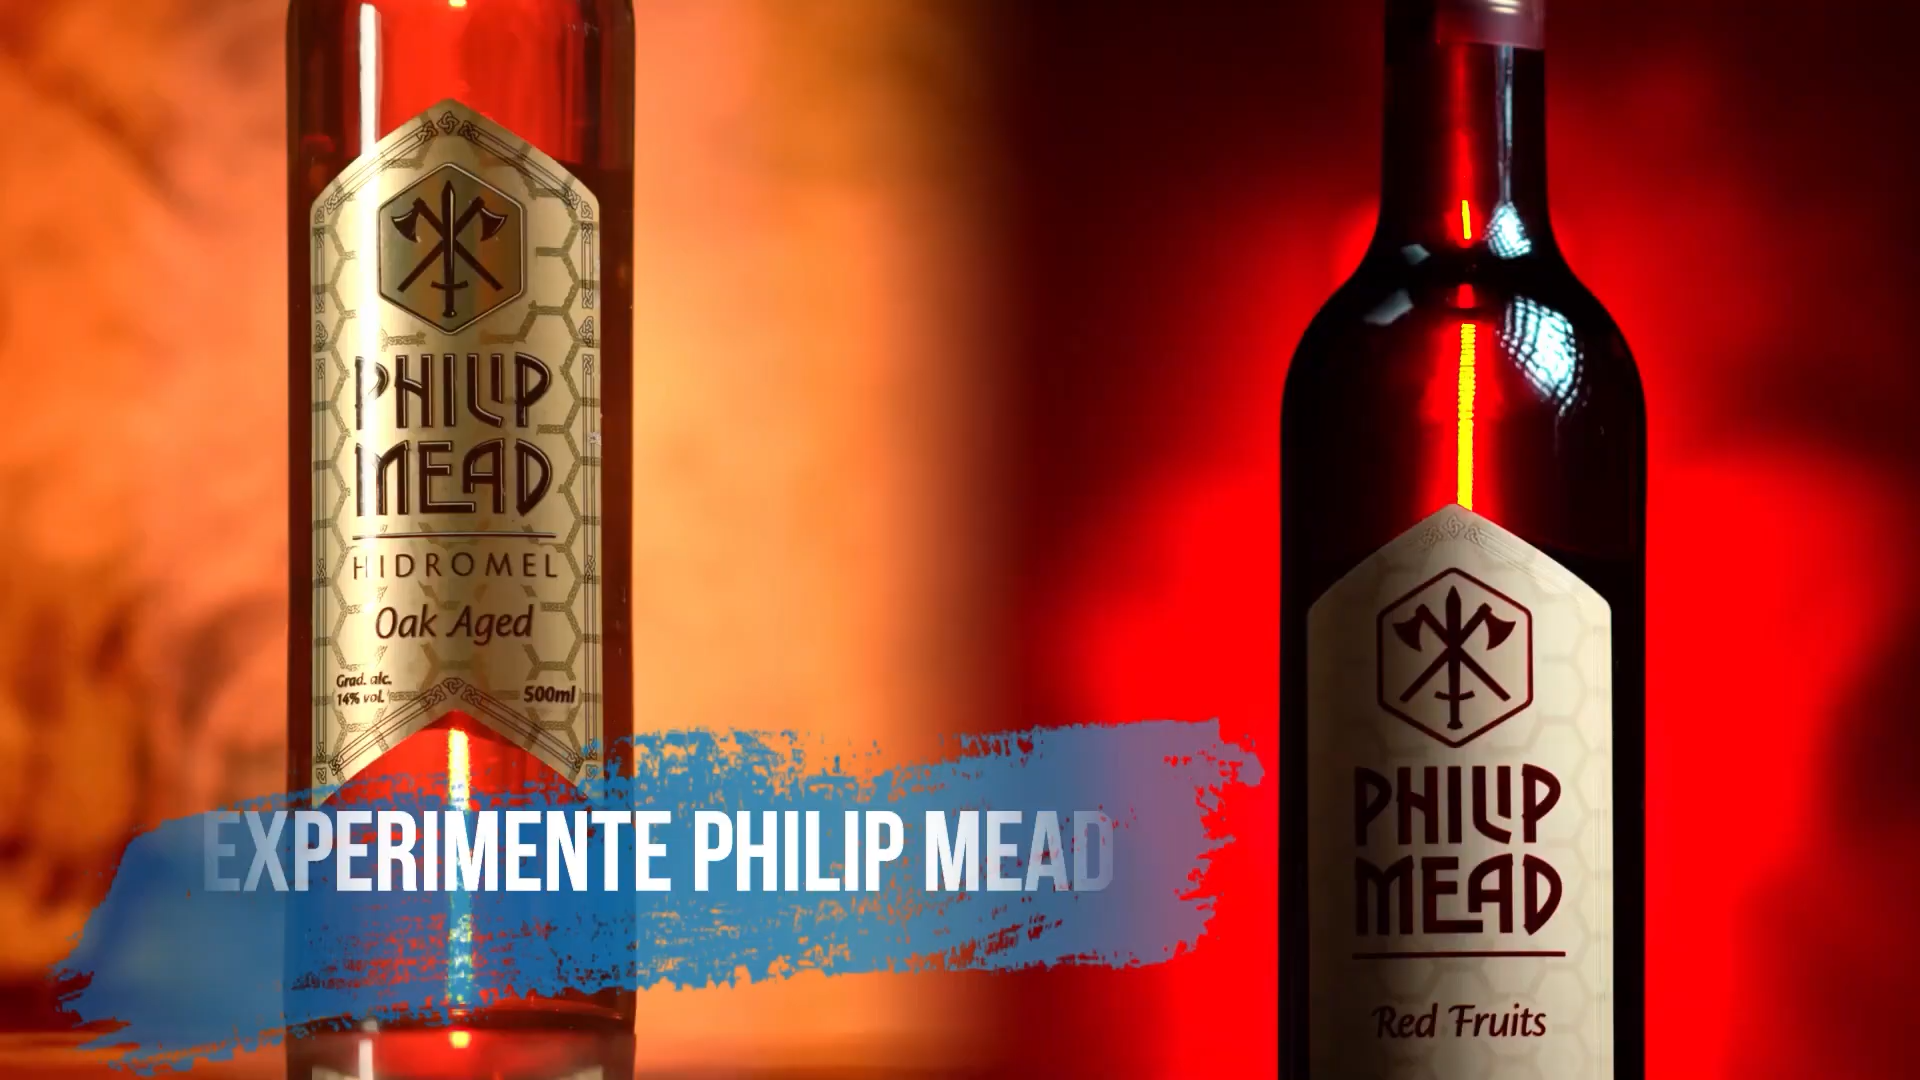 PHILIP
MEAD
HIDROMEL
Oak Aged
Grad. alc.
14% vol.
500ml
EXPERIMENTE PHILIP MEAD
PHILIP
MEAD
Red Fruits